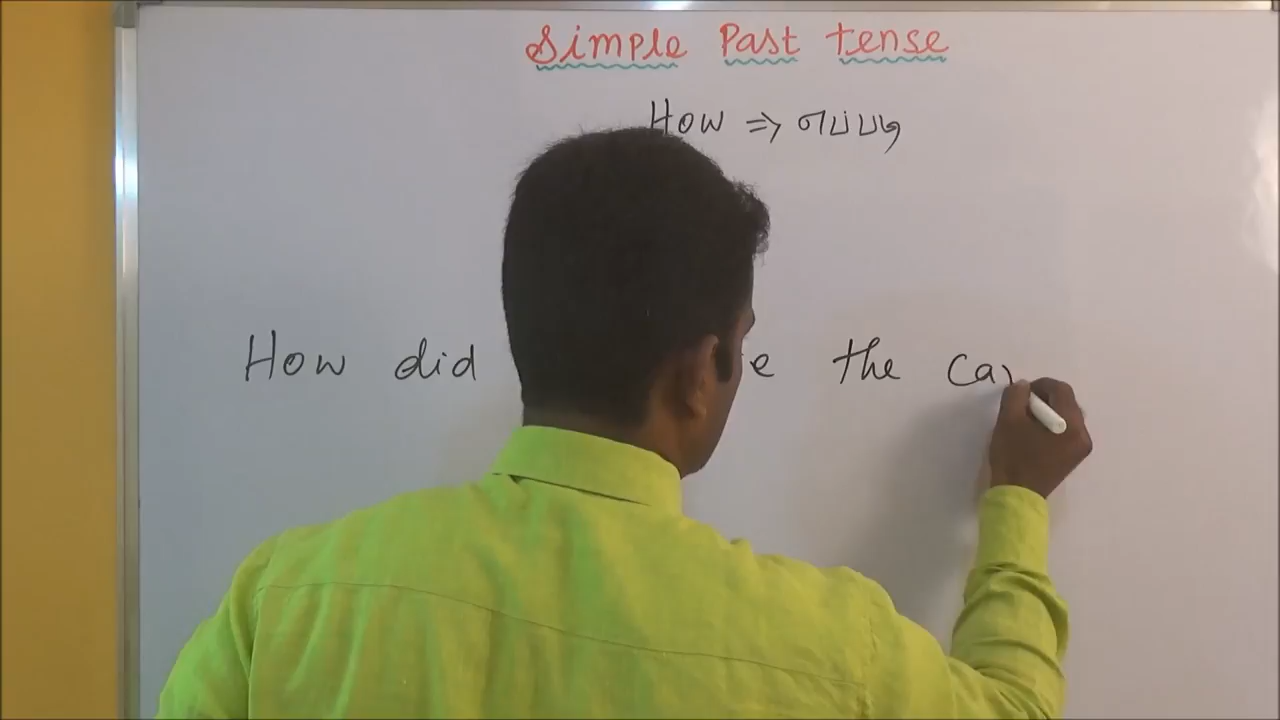 Simple Past tense
How ⇒ எப்படி
How did the